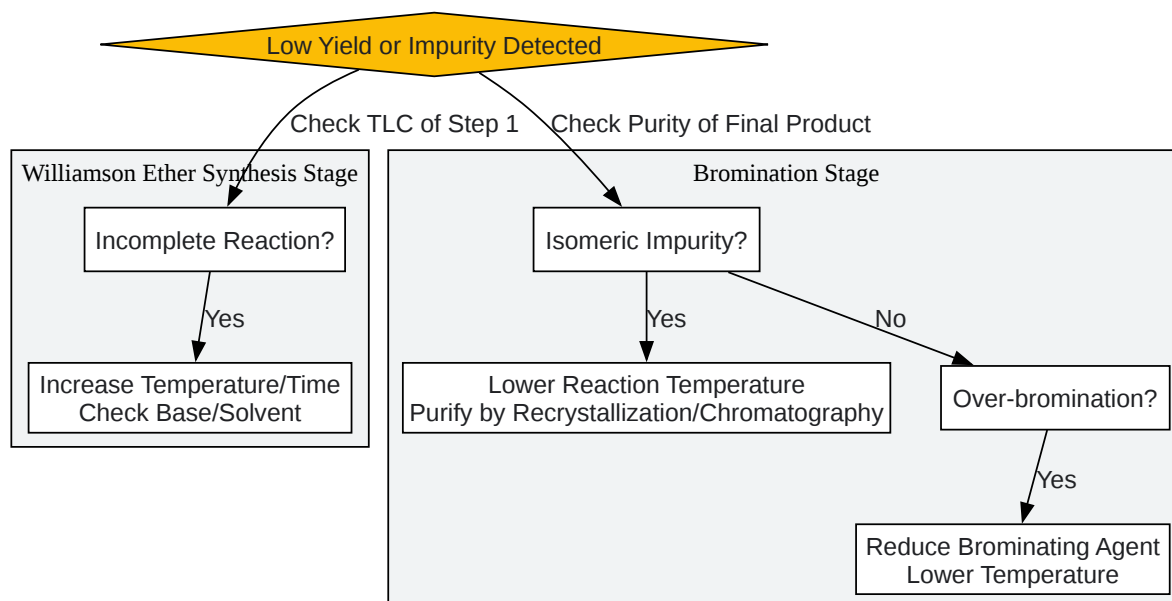 Low Yield or Impurity Detected
Check TLC of Step 1
Check Purity of Final Product
Williamson Ether Synthesis Stage
Bromination Stage
Incomplete Reaction?
Isomeric Impurity?
Yes
Yes
No
Increase Temperature/Time
Check Base/Solvent
Lower Reaction Temperature
Purify by Recrystallization/Chromatography
Over-bromination?
Yes
Reduce Brominating Agent
Lower Temperature